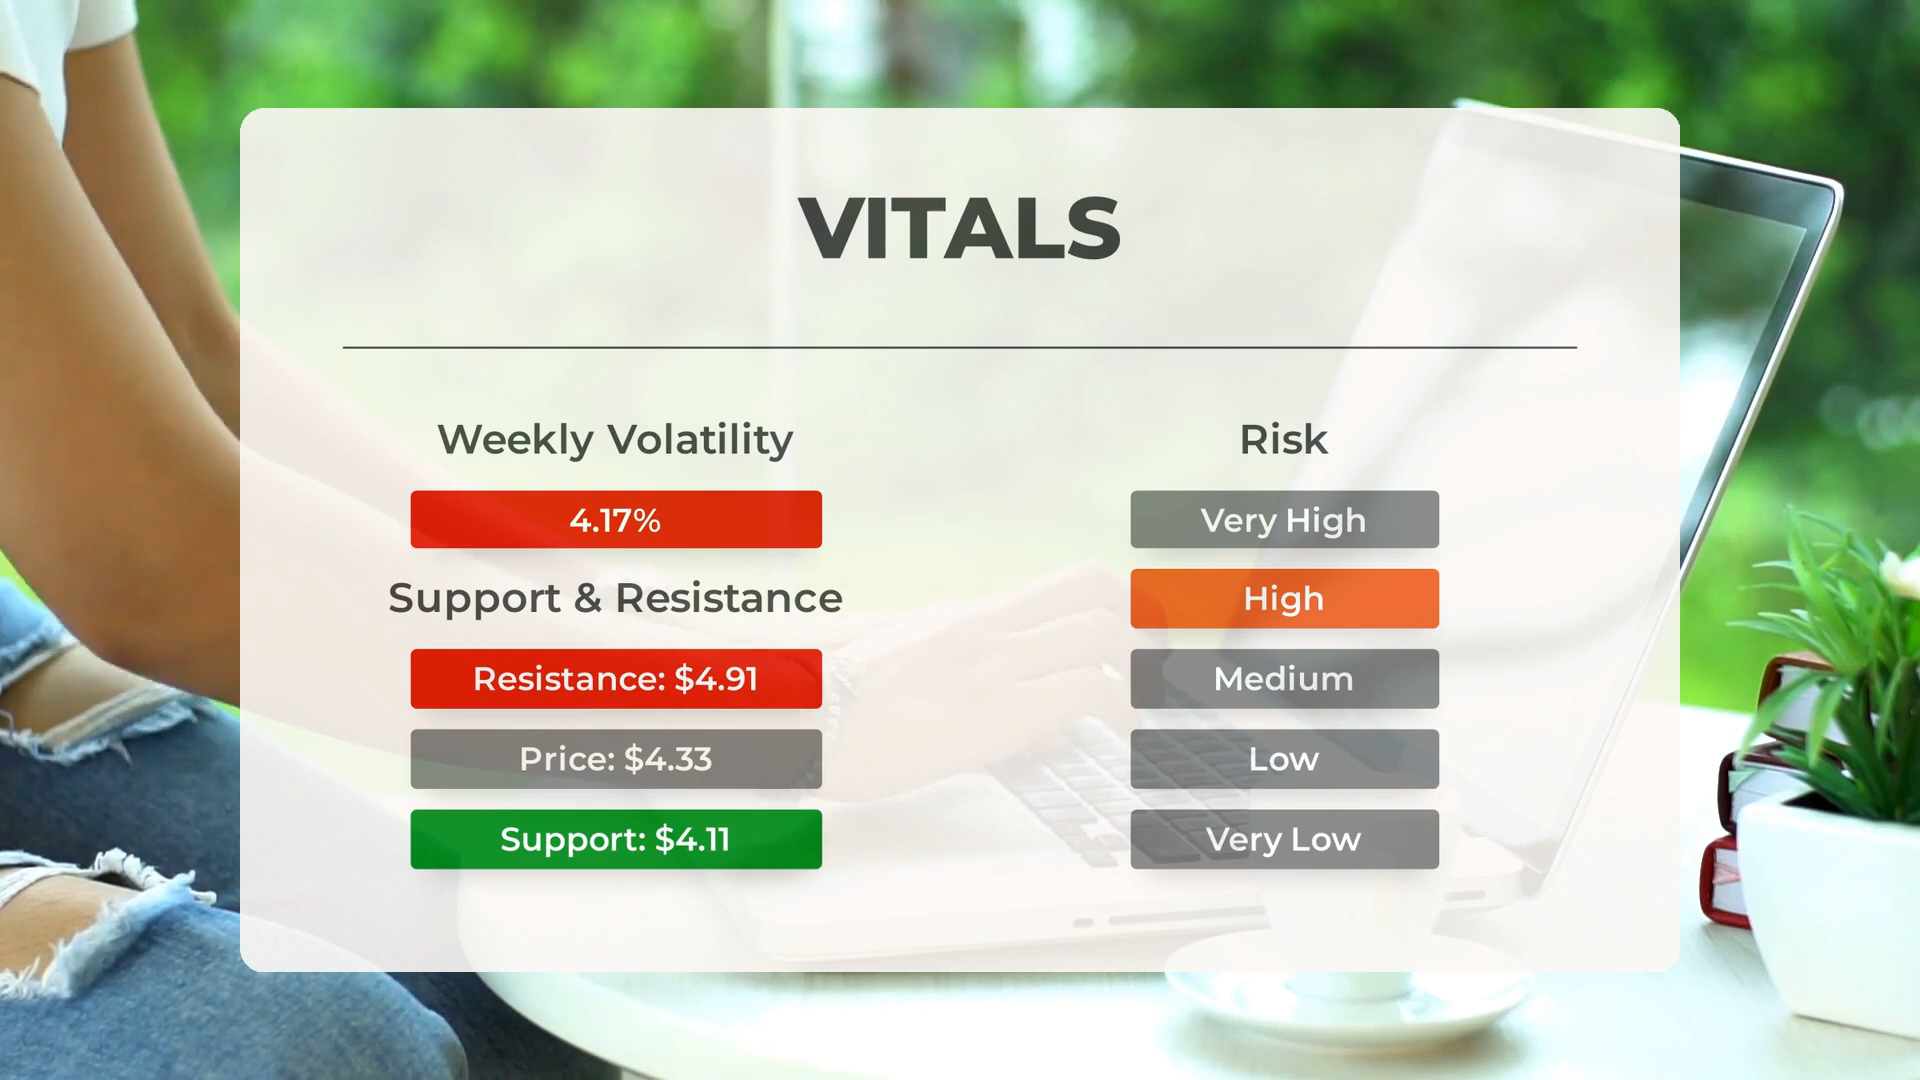 VITALS
Weekly Volatility
4.17%
Support & Resistance
Resistance: $4.91
Price: $4.33
Support: $4.11
Risk
Very High
High
Medium
Low
Very Low